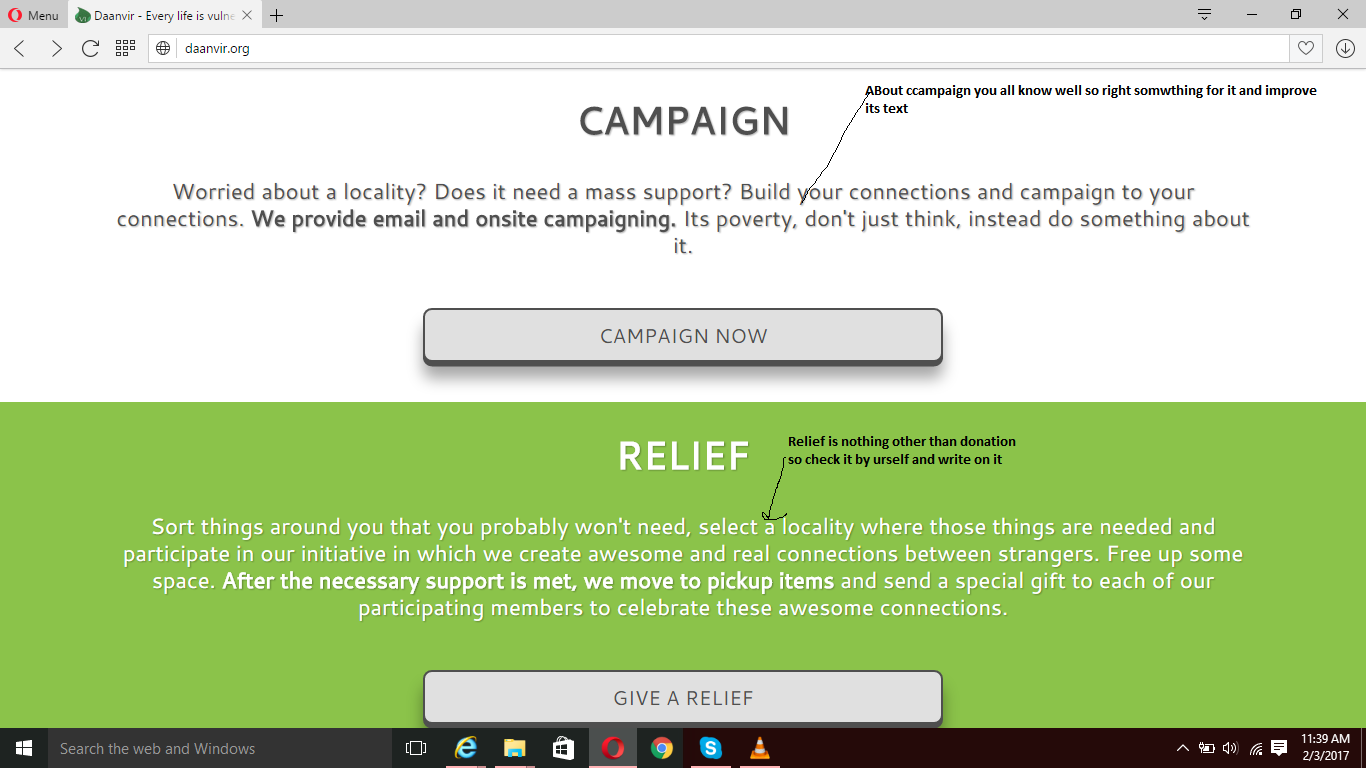 Menu
Daanvir - Every life is vulne
daanvir.org
ABout ccampaign you all know well so right somwthing for it and improve
its text
CAMPAIGN
Worried about a locality? Does it need a mass support? Build your connections and campaign to your
connections. We provide email and onsite campaigning. Its poverty, don't just think, instead do something about
it.
CAMPAIGN NOW
Relief is nothing other than donation
so check it by urself and write on it
RELIEF
Sort things around you that you probably won't need, select a locality where those things are needed and
participate in our initiative in which we create awesome and real connections between strangers. Free up some
space. After the necessary support is met, we move to pickup items and send a special gift to each of our
participating members to celebrate these awesome connections.
GIVE A RELIEF
Search the web and Windows
11:39 AM
2/3/2017